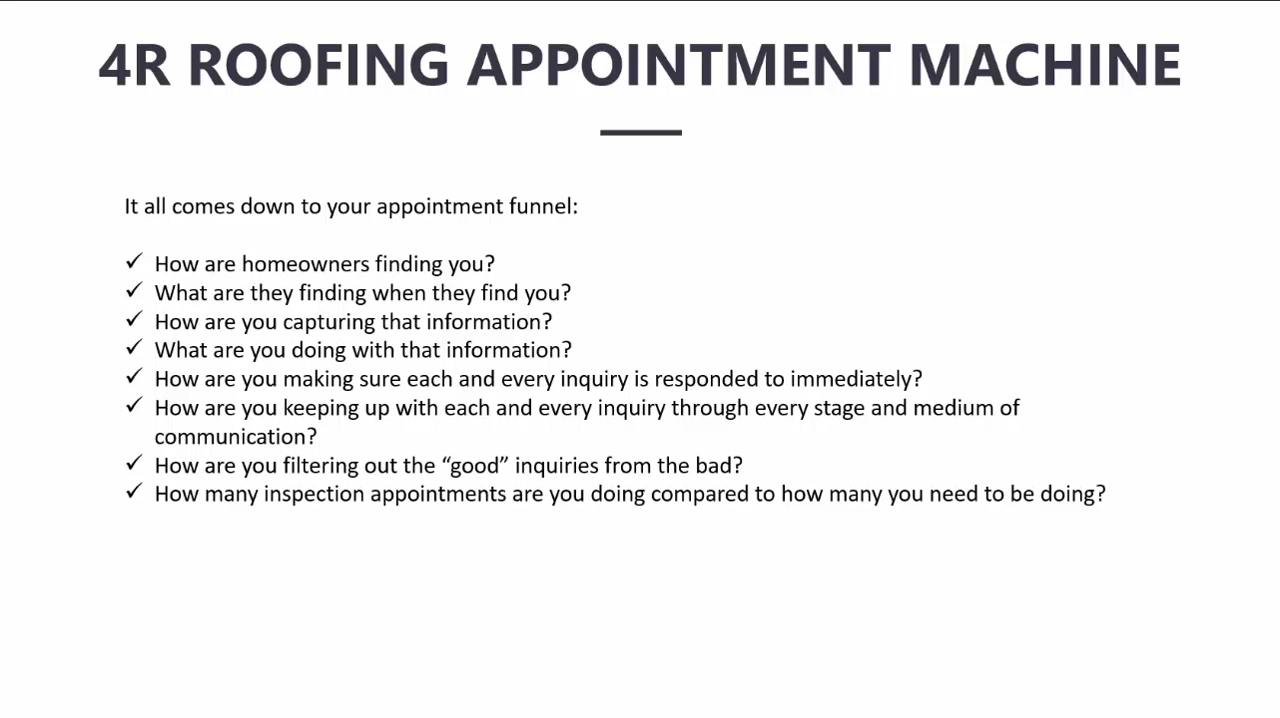 4R ROOFING APPOINTMENT MACHINE
It all comes down to your appointment funnel:
✓ How are homeowners finding you?
✓ What are they finding when they find you?
✓ How are you capturing that information?
✓ What are you doing with that information?
✓ How are you making sure each and every inquiry is responded to immediately?
✓ How are you keeping up with each and every inquiry through every stage and medium of
communication?
✓ How are you filtering out the “good” inquiries from the bad?
✓ How many inspection appointments are you doing compared to how many you need to be doing?